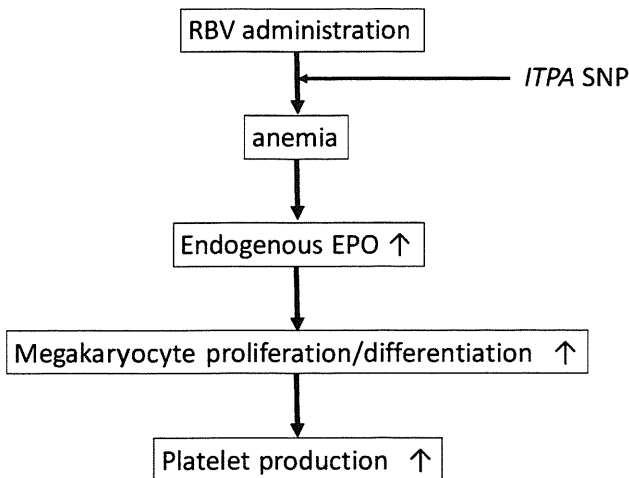 RBV administration
ITPA SNP
anemia
Endogenous EPO ↑
Megakaryocyte proliferation/differentiation ↑
Platelet production ↑